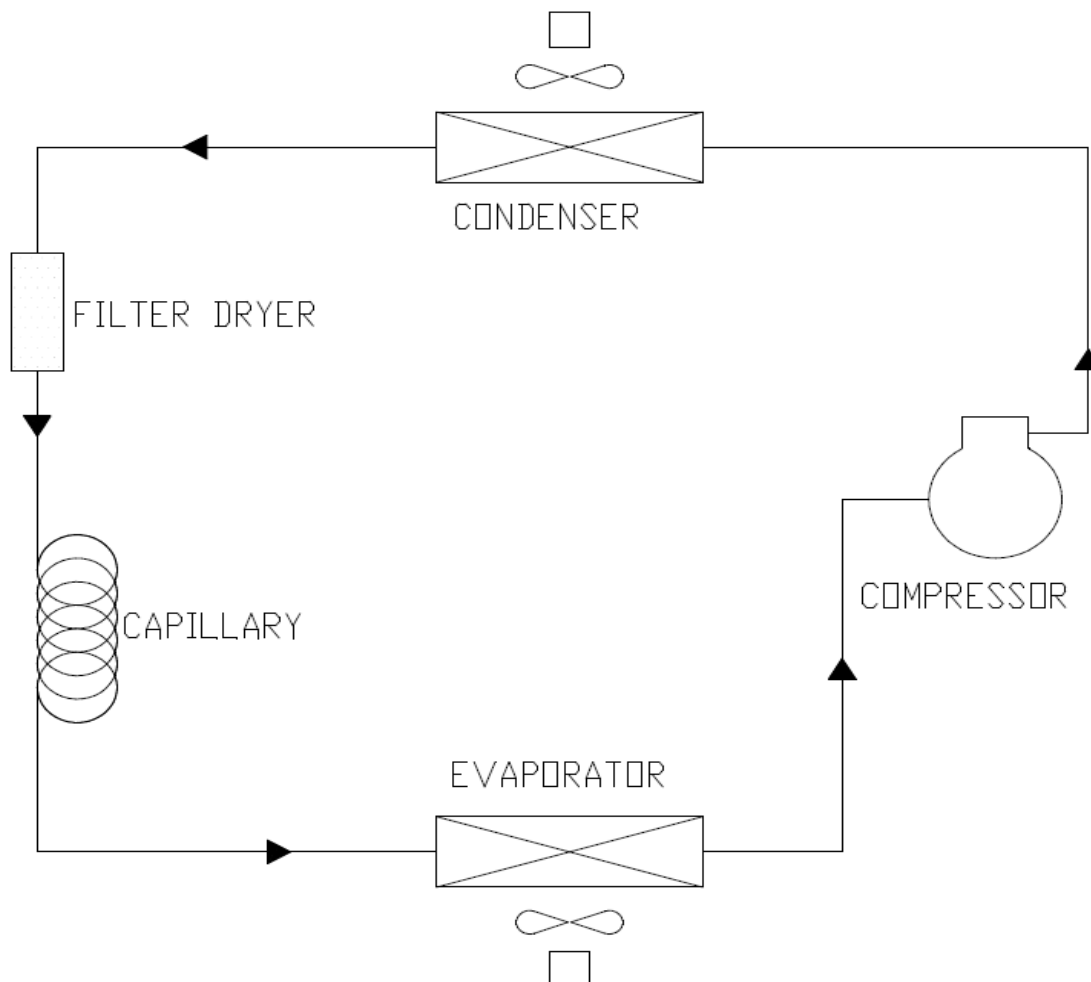 CONDENSER
FILTER DRYER
COMPRESSOR
CAPILLARY
EVAPORATOR